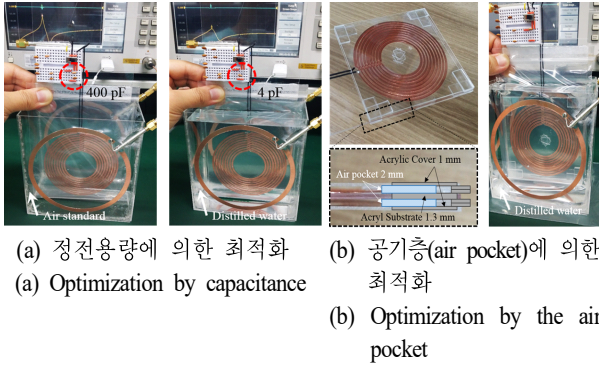 400 pF
4 pF
Air standard
Distilled water
Acrylic Cover 1 mm
Air pocket 2 mm
Acryl Substrate 1.3 mm
Distilled water
(a) 정전용량에 의한 최적화
(a) Optimization by capacitance
(b) 공기층(air pocket)에 의한
최적화
(b) Optimization by the air
pocket